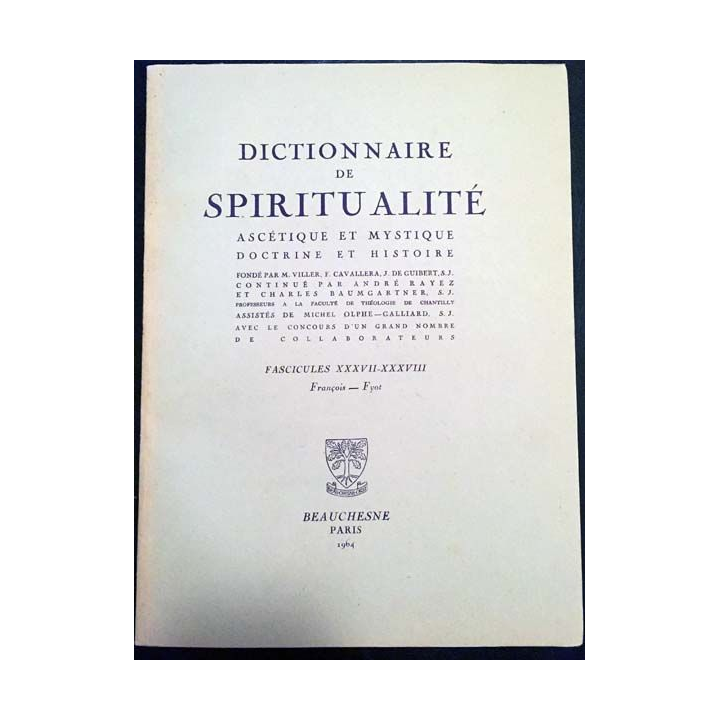 DICTIONNAIRE
DE
SPIRITUALITÉ
ASCÉTIQUE ET MYSTIQUE
DOCTRINE ET HISTOIRE
FONDÉ PAR M. VILLER, F. CAVALLERA, J. DE GUIBERT, S.J.
CONTINUÉ PAR ANDRÉ RAYEZ
ET CHARLES BAUMGARTNER, S. J.
PROFESSEURS A LA FACULTÉ DE THÉOLOGIE DE CHANTILLY
ASSISTÉS DE MICHEL OLPHE—GALLIARD, S. J.
AVEC LE CONCOURS D'UN GRAND NOMBRE
DE COLLABORATEURS
FASCICULES XXXVII-XXXVIII
François — Fyot
BEAUCHESNE
PARIS
1964